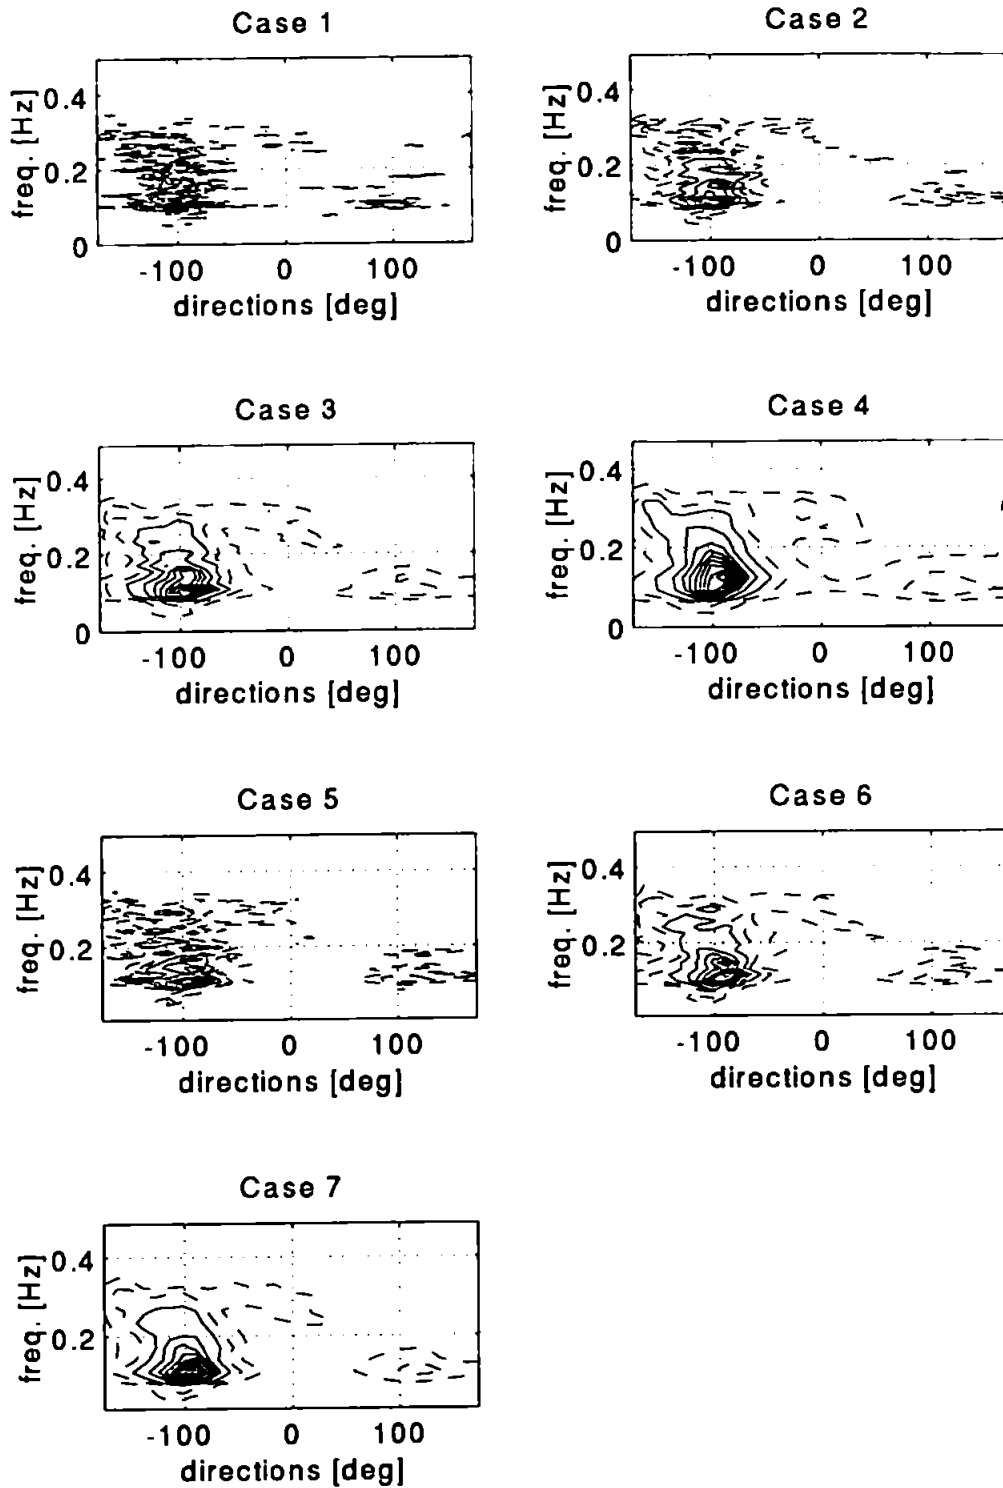 Case 1
freq. [Hz]
0.4
0.2
0
-100 0 100
directions [deg]
Case 2
freq. [Hz]
0.4
0.2
0
-100 0 100
directions [deg]
Case 3
freq. [Hz]
0.4
0.2
0
-100 0 100
directions [deg]
Case 4
freq. [Hz]
0.4
0.2
0
-100 0 100
directions [deg]
Case 5
freq. [Hz]
0.4
0.2
-100 0 100
directions [deg]
Case 6
freq. [Hz]
0.4
0.2
-100 0 100
directions [deg]
Case 7
freq. [Hz]
0.4
0.2
-100 0 100
directions [deg]